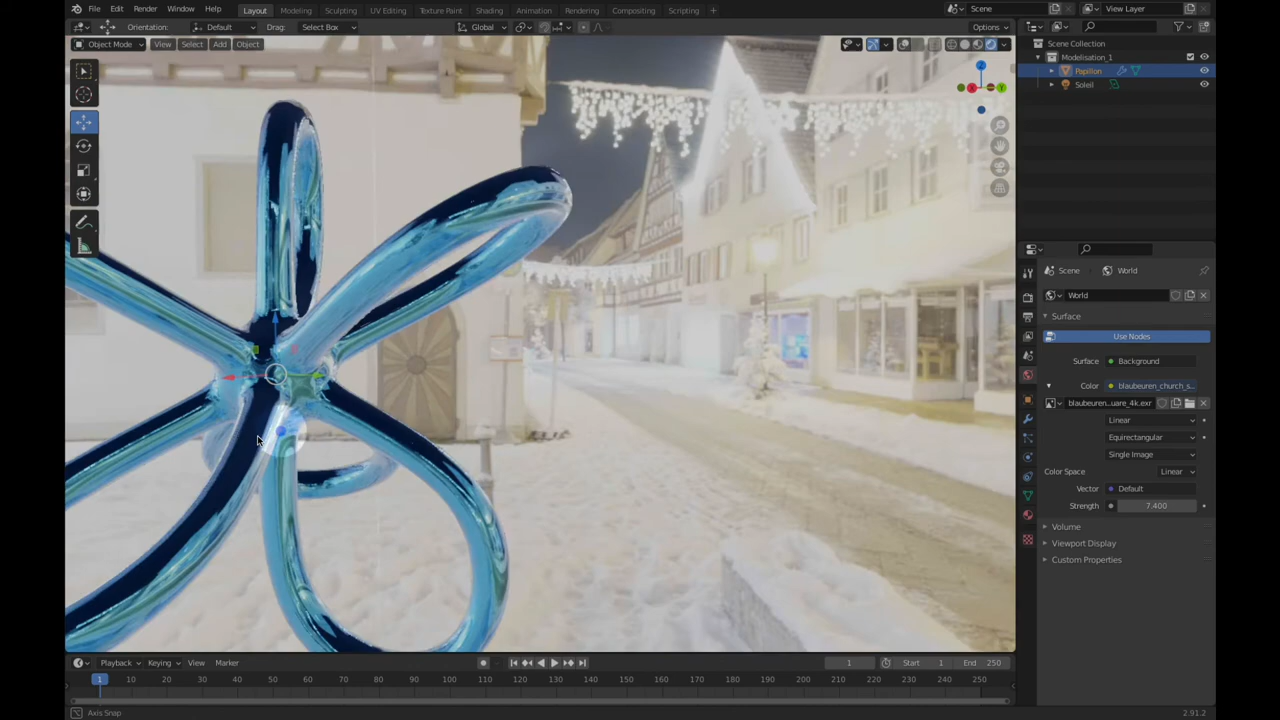 File Edit Render Window Help Layout Modeling Sculpting UV Editing Texture Paint Shading Animation Rendering Compositing Scripting + Scene View Layer
Orientation: Default Drag: Select Box Global Options
Object Mode View Select Add Object
Scene Collection
Modelisation_1
Papillon
Soleil
Z
X Y
Scene World
World
Surface
Use Nodes
Surface Background
Color blaubeuren_church_s...
blaubeuren...uare_4k.exr
Linear
Equirectangular
Single Image
Color Space Linear
Vector Default
Strength 7.400
Volume
Viewport Display
Custom Properties
Playback Keying View Marker 1 Start 1 End 250
1 10 20 30 40 50 60 70 80 90 100 110 120 130 140 150 160 170 180 190 200 210 220 230 240 250
Axis Snap 2.91.2